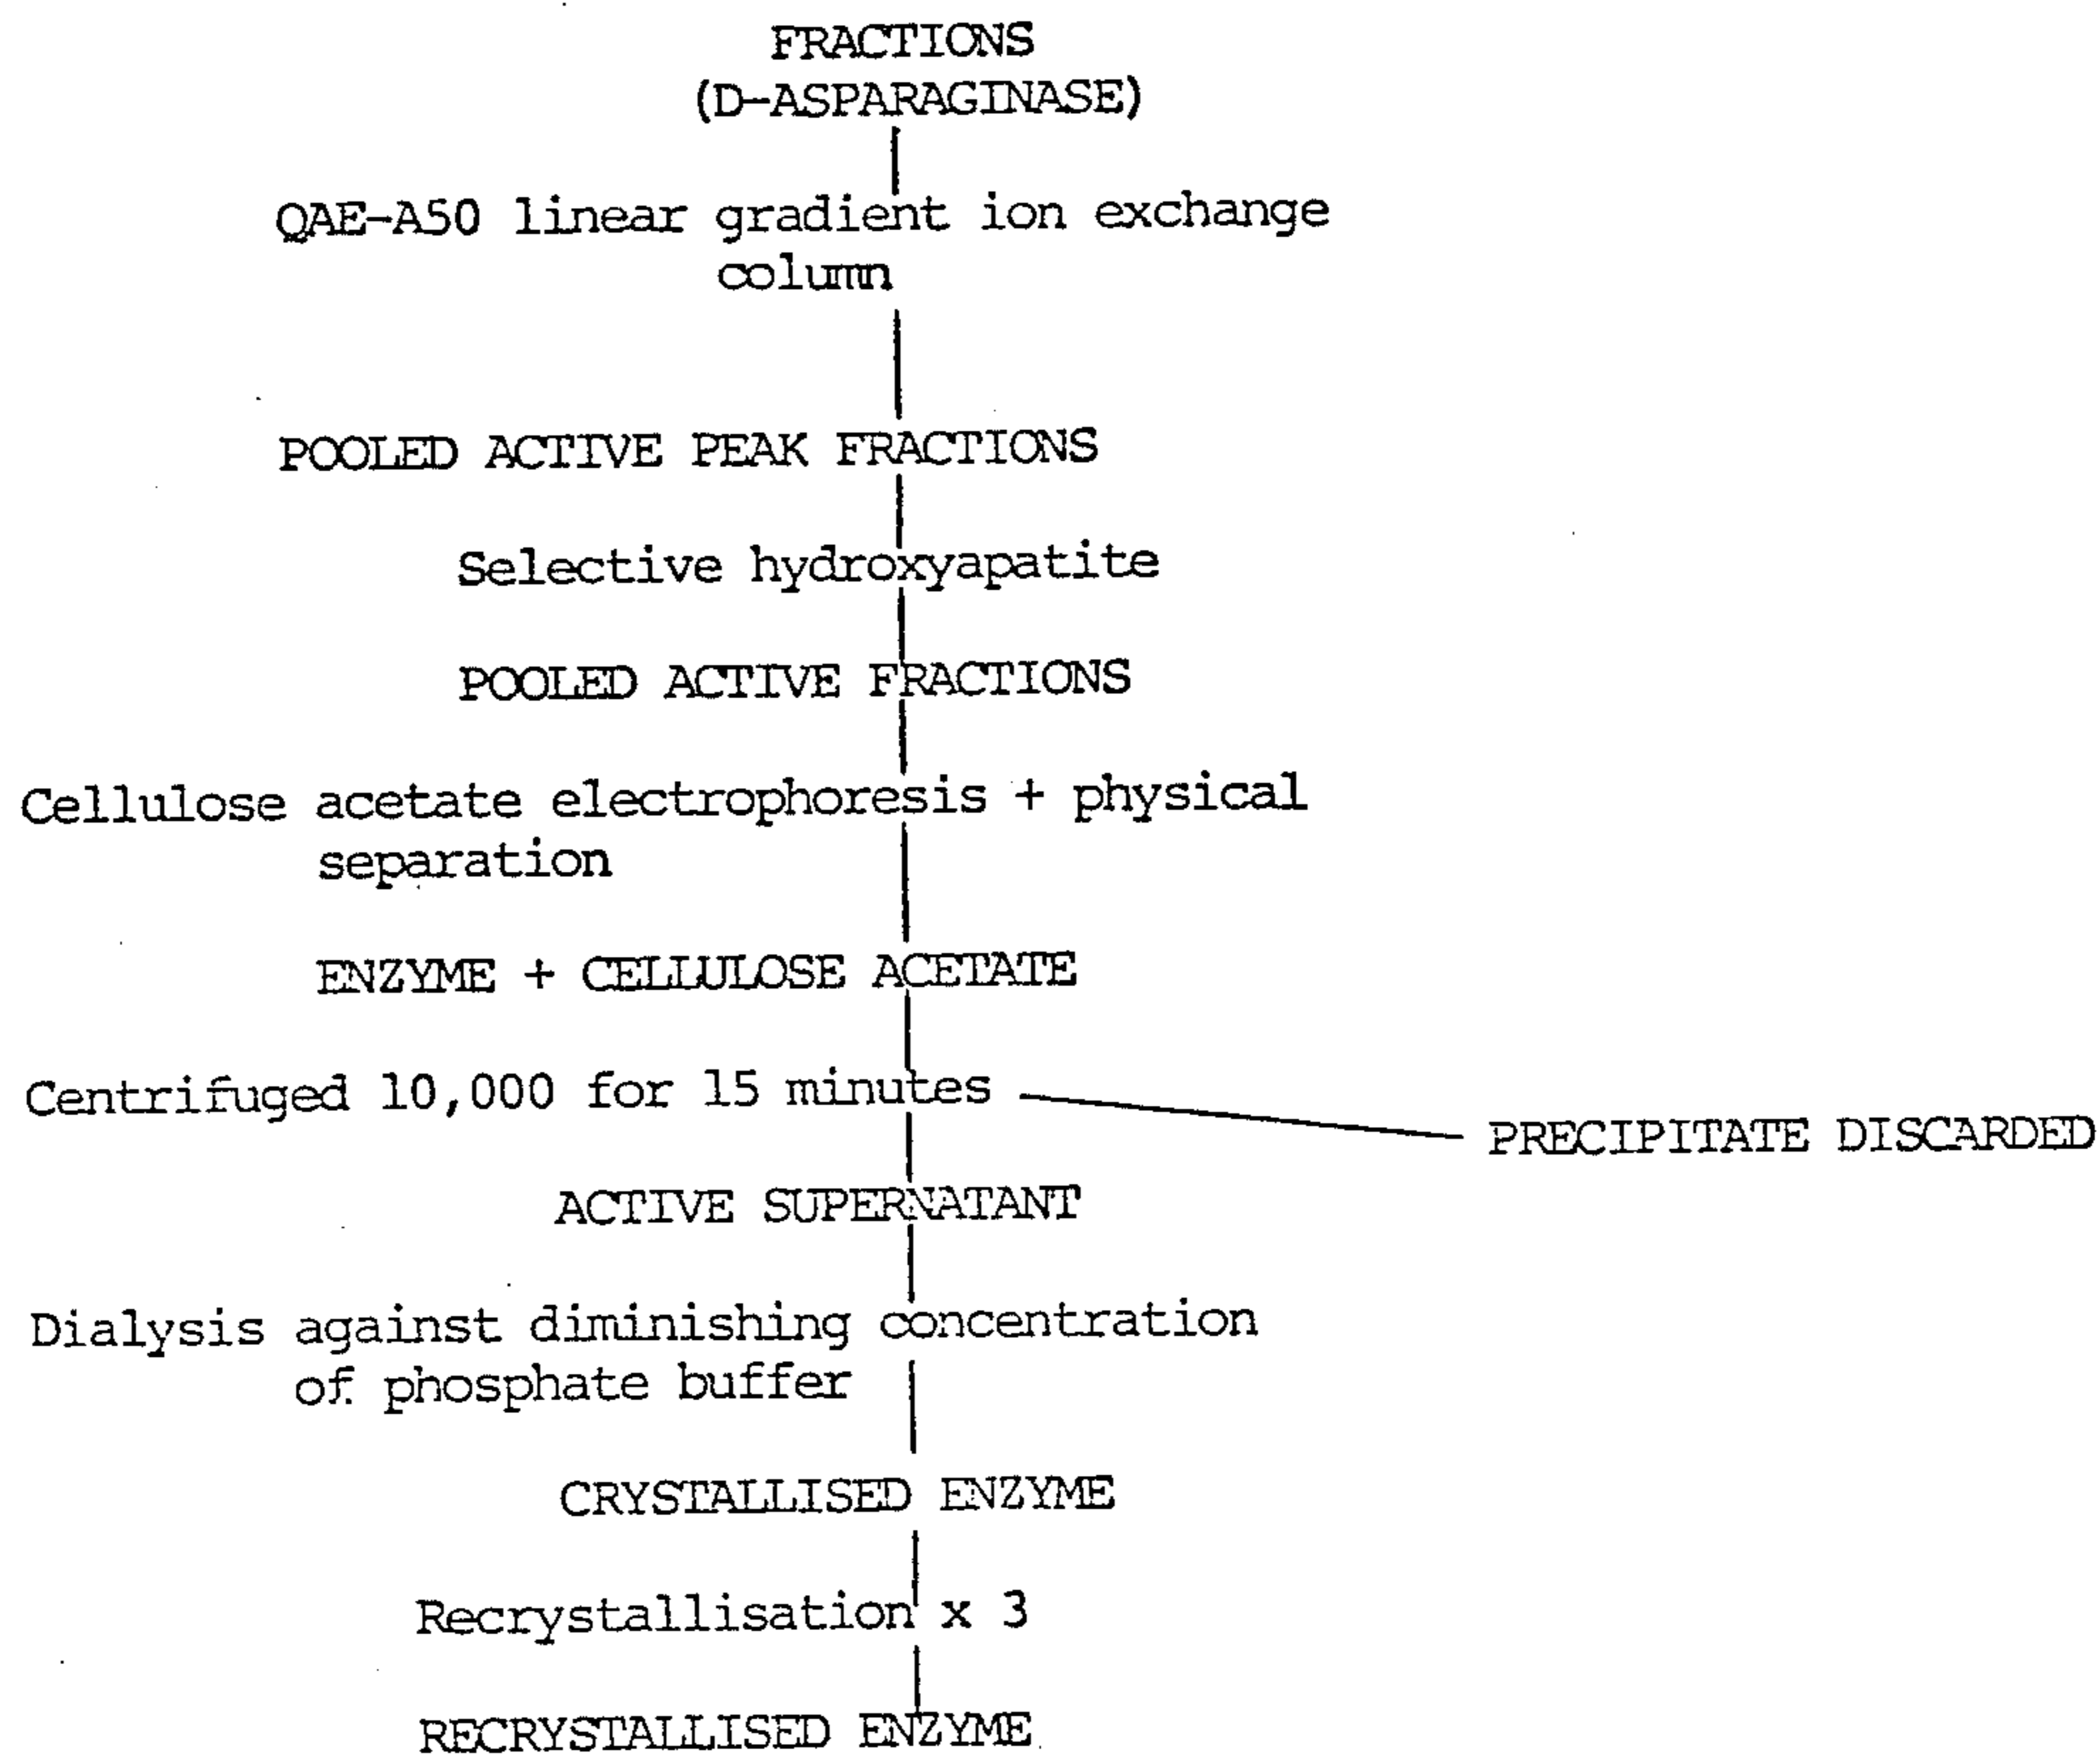 FRACTIONS
(D-ASPARAGINASE)
QAE-A50 linear gradient ion exchange
column
POOLED ACTIVE PEAK FRACTIONS
Selective hydroxyapatite
POOLED ACTIVE FRACTIONS
Cellulose acetate electrophoresis + physical
separation
ENZYME + CELLULOSE ACETATE
Centrifuged 10,000 for 15 minutes
PRECIPITATE DISCARDED
ACTIVE SUPERNATANT
Dialysis against diminishing concentration
of phosphate buffer
CRYSTALLISED ENZYME
Recrystallisation x 3
RECRYSTALLISED ENZYME